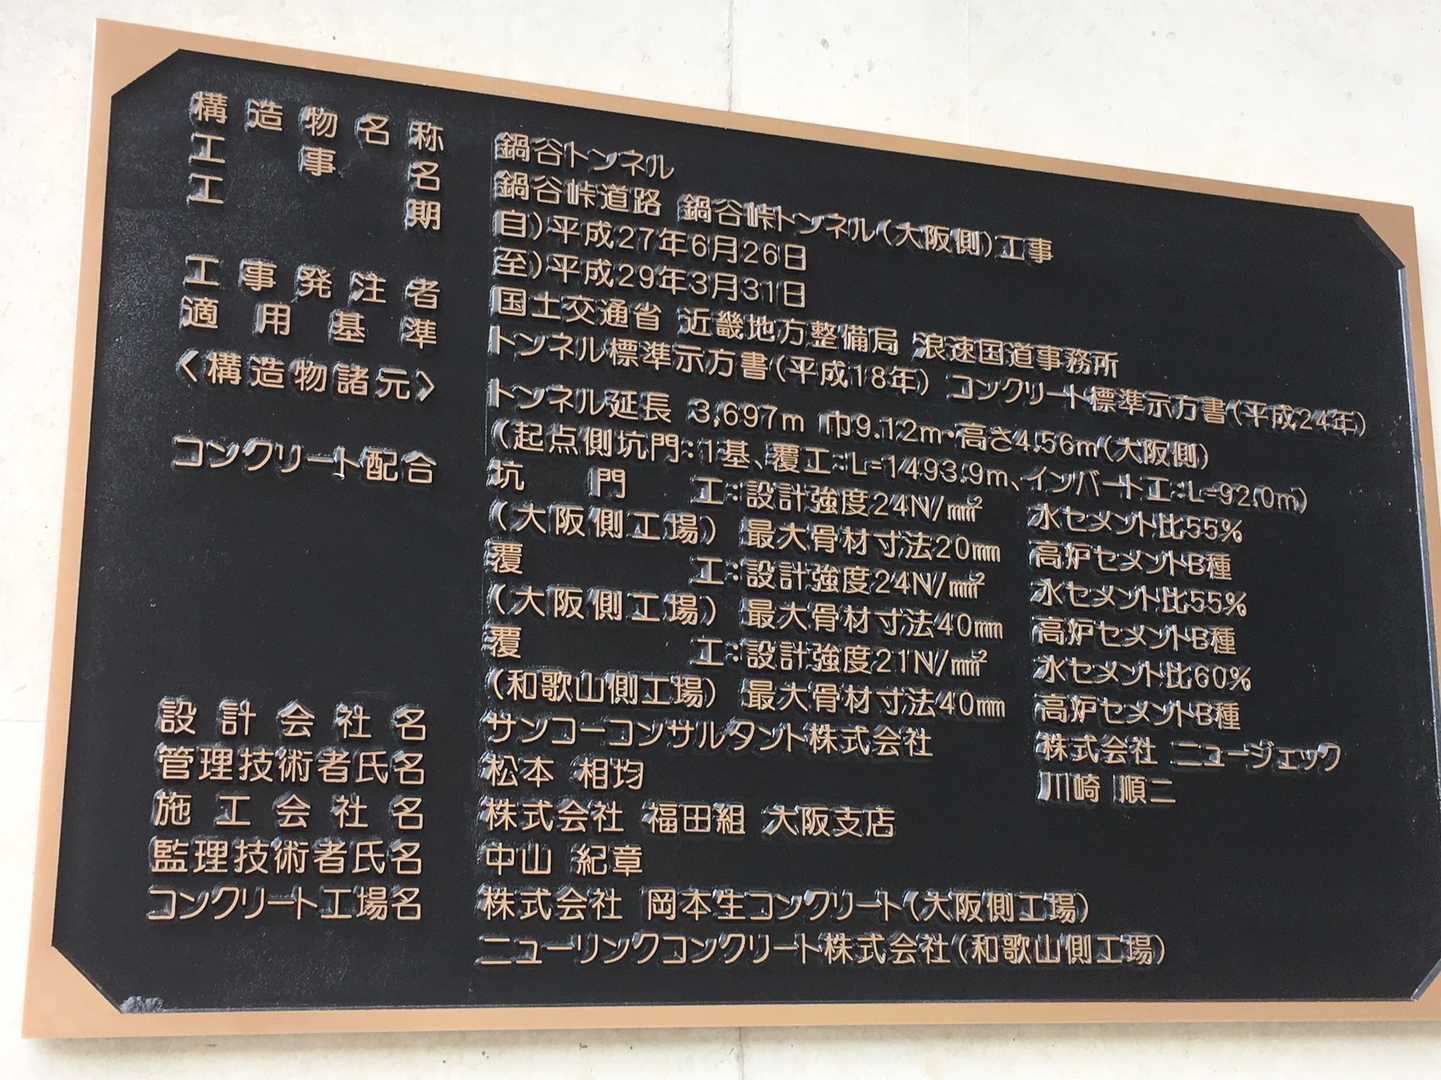 構造物名称 鍋谷トンネル
工事名 鍋谷峠道路 鍋谷峠トンネル(大阪側)工事
工期 自)平成27年6月26日
至)平成29年3月31日
工事発注者 国土交通省 近畿地方整備局 浪速国道事務所
適用基準 トンネル標準示方書(平成18年) コンクリート標準示方書(平成24年)
〈構造物諸元〉 トンネル延長 3,697m 巾9.12m・高さ4.56m(大阪側)
(起点側坑門:1基、覆工:L=1493.9m、インバート工:L=92.0m)
コンクリート配合 坑門工:設計強度24N/㎜² 水セメント比55%
(大阪側工場) 最大骨材寸法20㎜ 高炉セメントB種
覆工:設計強度24N/㎜² 水セメント比55%
(大阪側工場) 最大骨材寸法40㎜ 高炉セメントB種
覆工:設計強度21N/㎜² 水セメント比60%
(和歌山側工場) 最大骨材寸法40㎜ 高炉セメントB種
設計会社名 サンコーコンサルタント株式会社 株式会社 ニュージェック
管理技術者氏名 松本 相均 川崎 順二
施工会社名 株式会社 福田組 大阪支店
監理技術者氏名 中山 紀章
コンクリート工場名 株式会社 岡本生コンクリート(大阪側工場)
ニューリンクコンクリート株式会社(和歌山側工場)